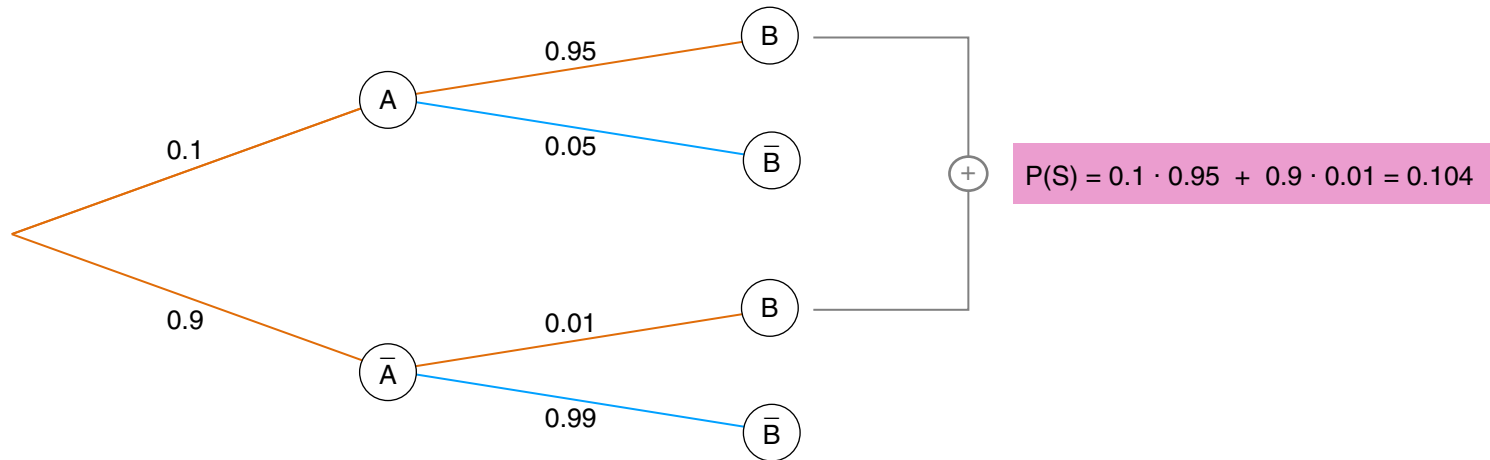 0.95
B
A
0.1
0.05
B̅
+
P(S) = 0.1 · 0.95 + 0.9 · 0.01 = 0.104
0.9
0.01
B
A̅
0.99
B̅